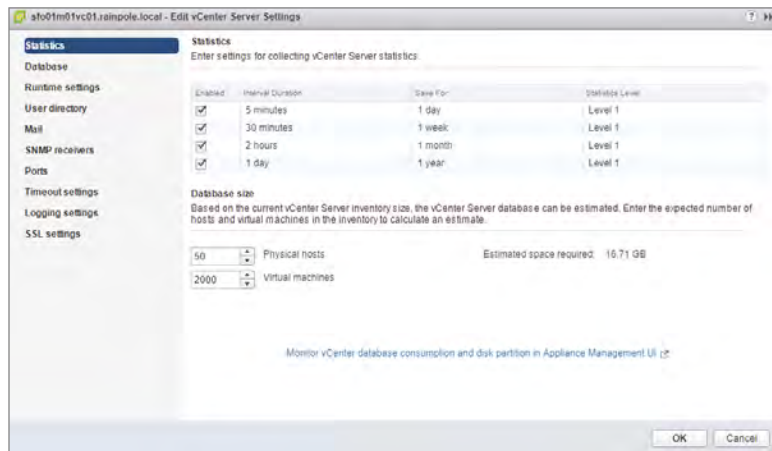 sfo01m01vc01.rainpole.local - Edit vCenter Server Settings ?
Statistics
Database
Runtime settings
User directory
Mail
SNMP receivers
Ports
Timeout settings
Logging settings
SSL settings
Statistics
Enter settings for collecting vCenter Server statistics.
Enabled Interval Duration Save For Statistics Level
5 minutes 1 day Level 1
30 minutes 1 week Level 1
2 hours 1 month Level 1
1 day 1 year Level 1
Database size
Based on the current vCenter Server inventory size, the vCenter Server database can be estimated. Enter the expected number of
hosts and virtual machines in the inventory to calculate an estimate.
50 Physical hosts Estimated space required: 16.71 GB
2000 Virtual machines
Monitor vCenter database consumption and disk partition in Appliance Management UI
OK Cancel